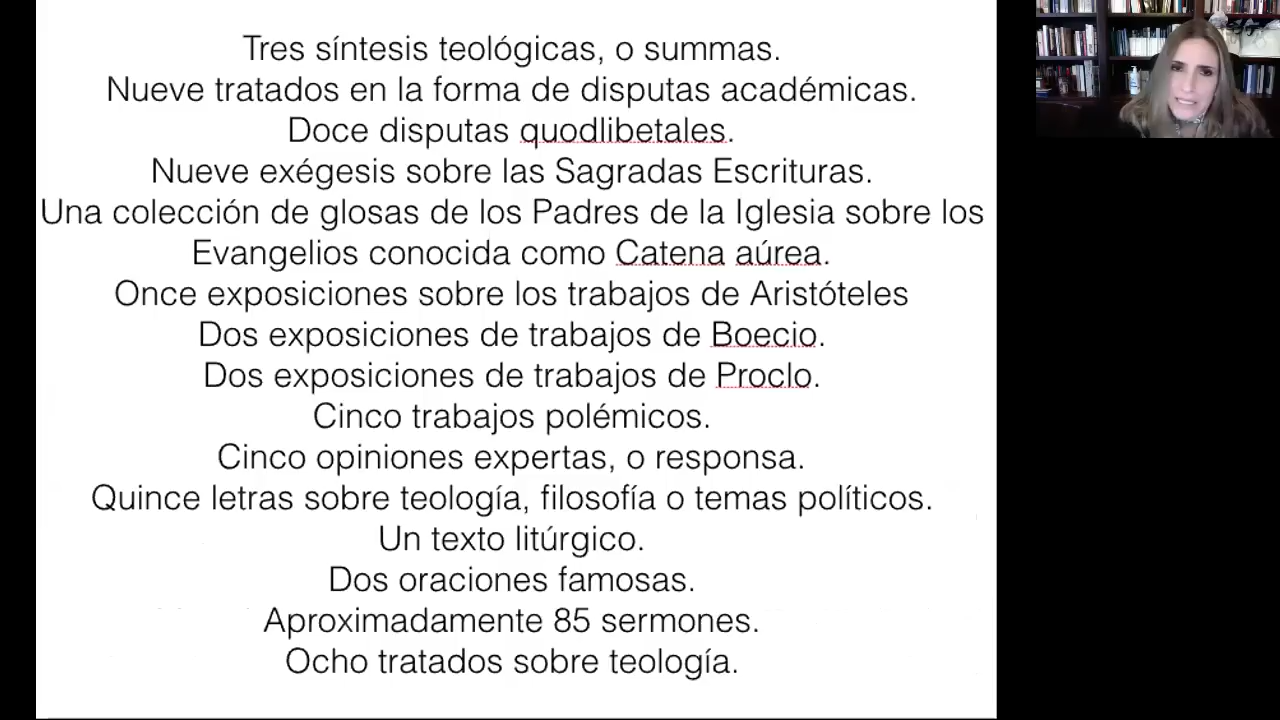 Tres síntesis teológicas, o summas.
Nueve tratados en la forma de disputas académicas.
Doce disputas quodlibetales.
Nueve exégesis sobre las Sagradas Escrituras.
Una colección de glosas de los Padres de la Iglesia sobre los
Evangelios conocida como Catena aúrea.
Once exposiciones sobre los trabajos de Aristóteles
Dos exposiciones de trabajos de Boecio.
Dos exposiciones de trabajos de Proclo.
Cinco trabajos polémicos.
Cinco opiniones expertas, o responsa.
Quince letras sobre teología, filosofía o temas políticos.
Un texto litúrgico.
Dos oraciones famosas.
Aproximadamente 85 sermones.
Ocho tratados sobre teología.